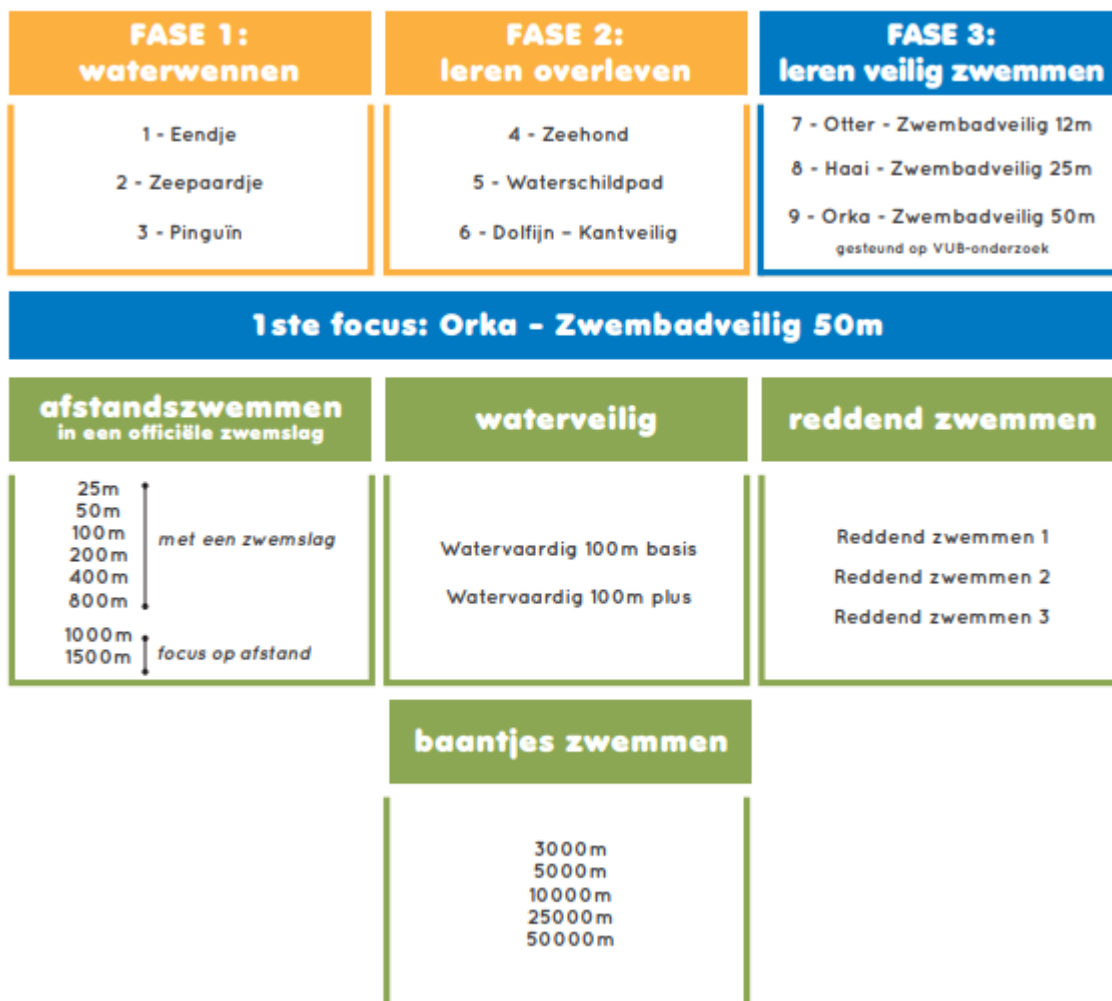 FASE 1:
waterwennen
1 - Eendje
2 - Zeepaardje
3 - Pinguïn
FASE 2:
leren overleven
4 - Zeehond
5 - Waterschildpad
6 - Dolfijn – Kantveilig
FASE 3:
leren veilig zwemmen
7 - Otter - Zwembadveilig 12m
8 - Haai - Zwembadveilig 25m
9 - Orka - Zwembadveilig 50m
gesteund op VUB-onderzoek
1ste focus: Orka - Zwembadveilig 50m
afstandszwemmen
in een officiële zwemslag
25m
50m
100m
200m
400m
800m
met een zwemslag
1000m
1500m
focus op afstand
waterveilig
Watervaardig 100m basis
Watervaardig 100m plus
reddend zwemmen
Reddend zwemmen 1
Reddend zwemmen 2
Reddend zwemmen 3
baantjes zwemmen
3000m
5000m
10000m
25000m
50000m